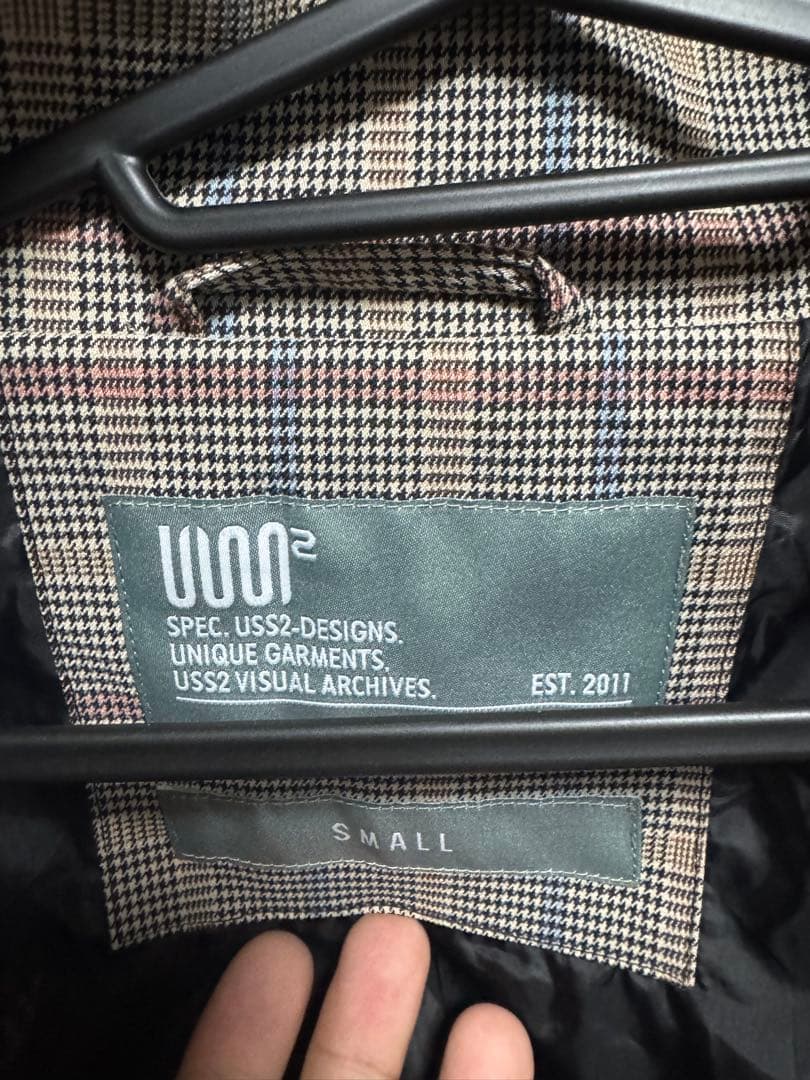 SPEC. USS2-DESIGNS.
UNIQUE GARMENTS.
USS2 VISUAL ARCHIVES. EST. 2011
SMALL